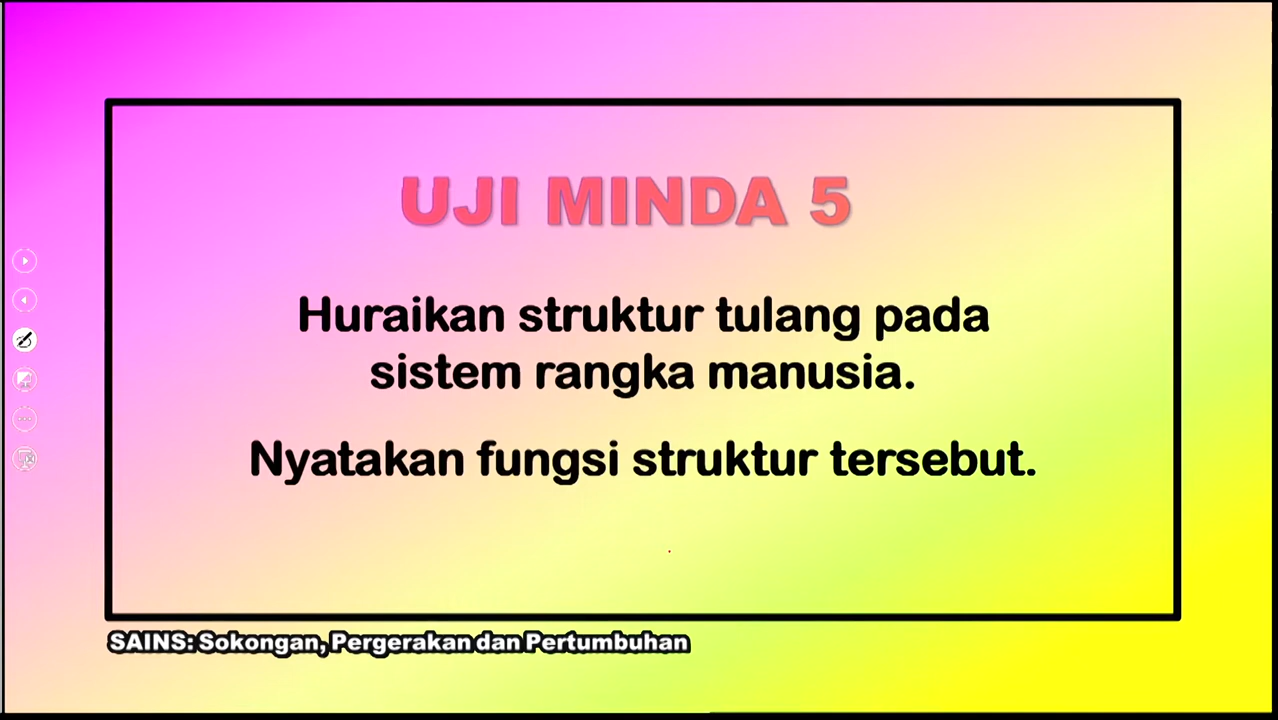 UJI MINDA 5
Huraikan struktur tulang pada
sistem rangka manusia.
Nyatakan fungsi struktur tersebut.
SAINS: Sokongan, Pergerakan dan Pertumbuhan